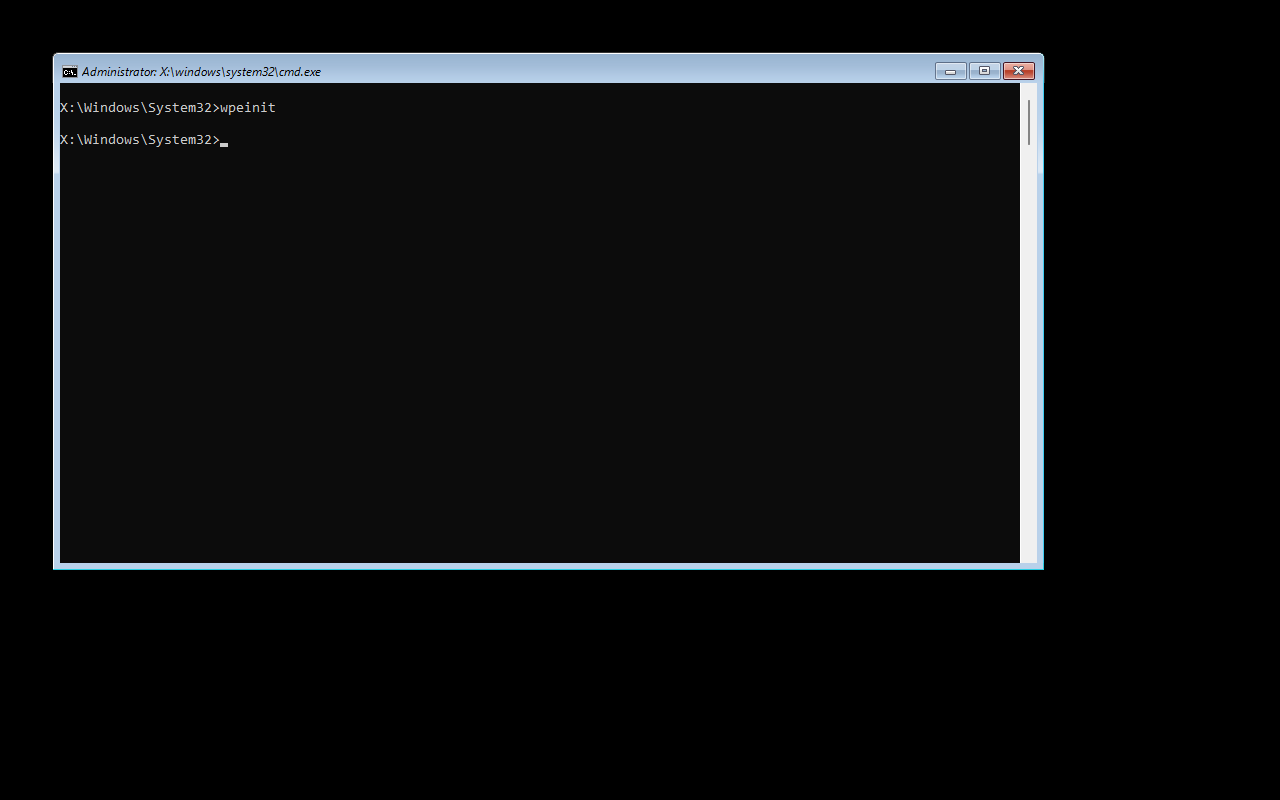 Administrator: X:\windows\system32\cmd.exe
X:\Windows\System32>wpeinit
X:\Windows\System32>